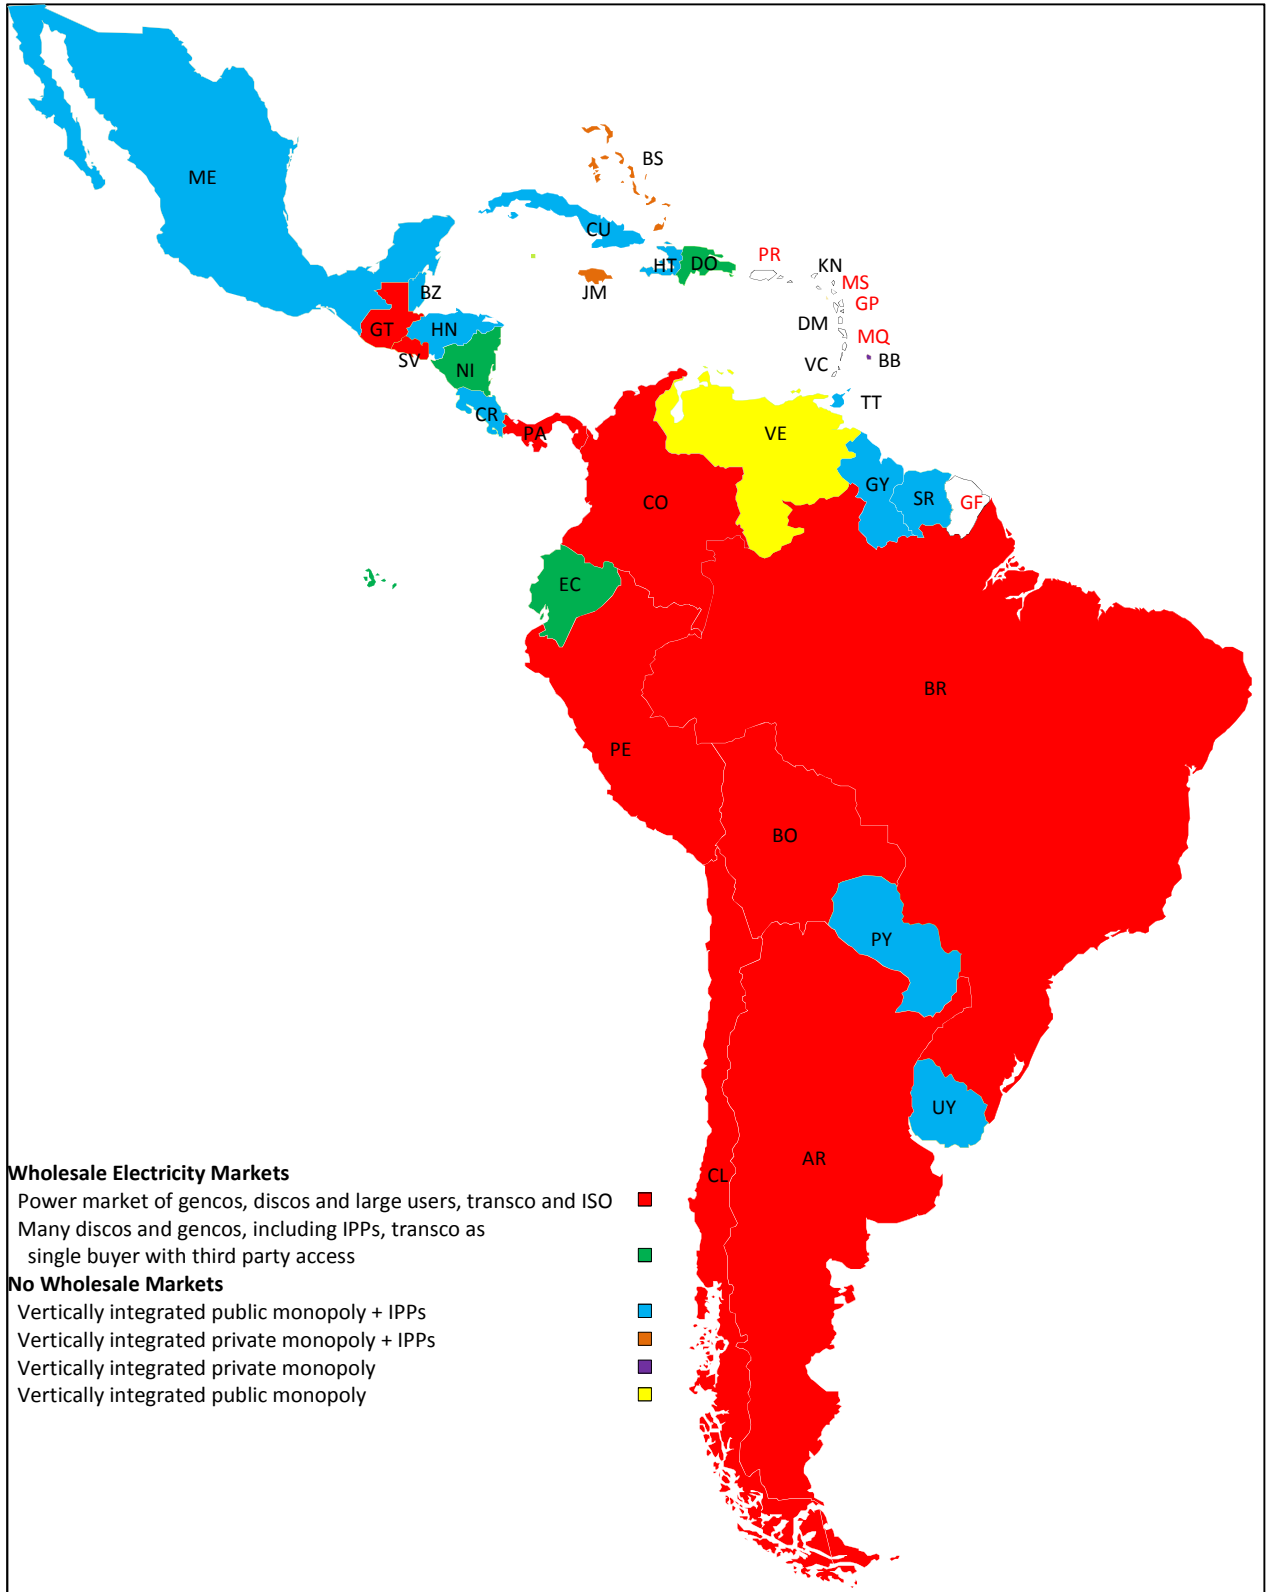 BS
ME
CU
PR
HT
DO
KN
MS
BZ
JM
GP
GT
HN
DM
MQ
SV
BB
NI
VC
TT
CR
PA
VE
CO
GY
SR
GF
EC
BR
PE
BO
PY
UY
AR
CL
Wholesale Electricity Markets
Power market of gencos, discos and large users, transco and ISO
Many discos and gencos, including IPPs, transco as
single buyer with third party access
No Wholesale Markets
Vertically integrated public monopoly + IPPs
Vertically integrated private monopoly + IPPs
Vertically integrated private monopoly
Vertically integrated public monopoly